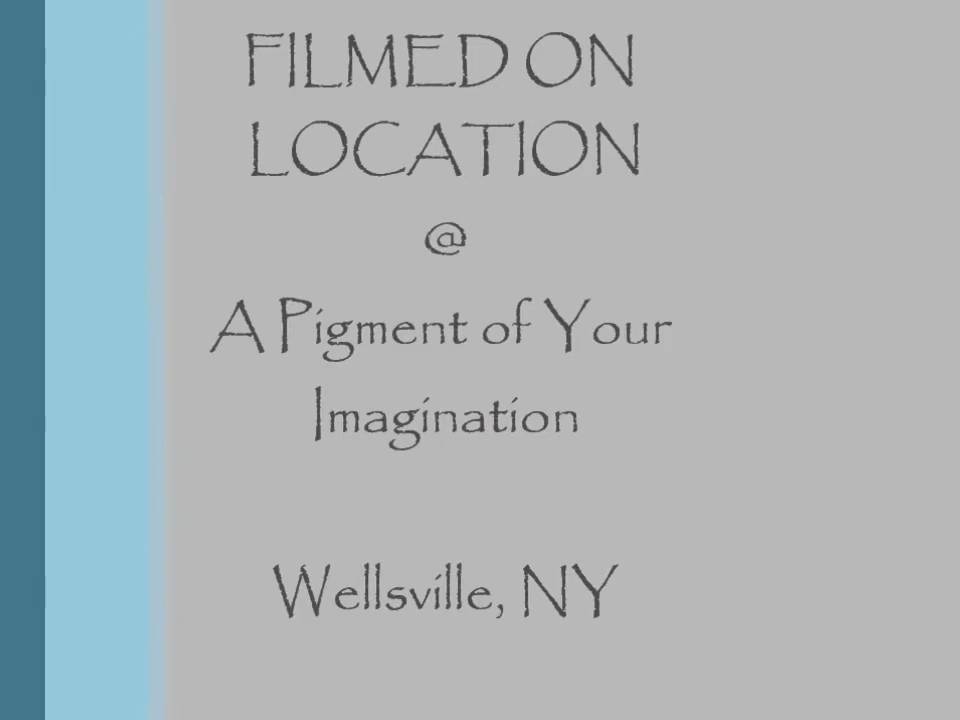 FILMED ON
LOCATION
@
A Pigment of Your
Imagination
Wellsville, NY